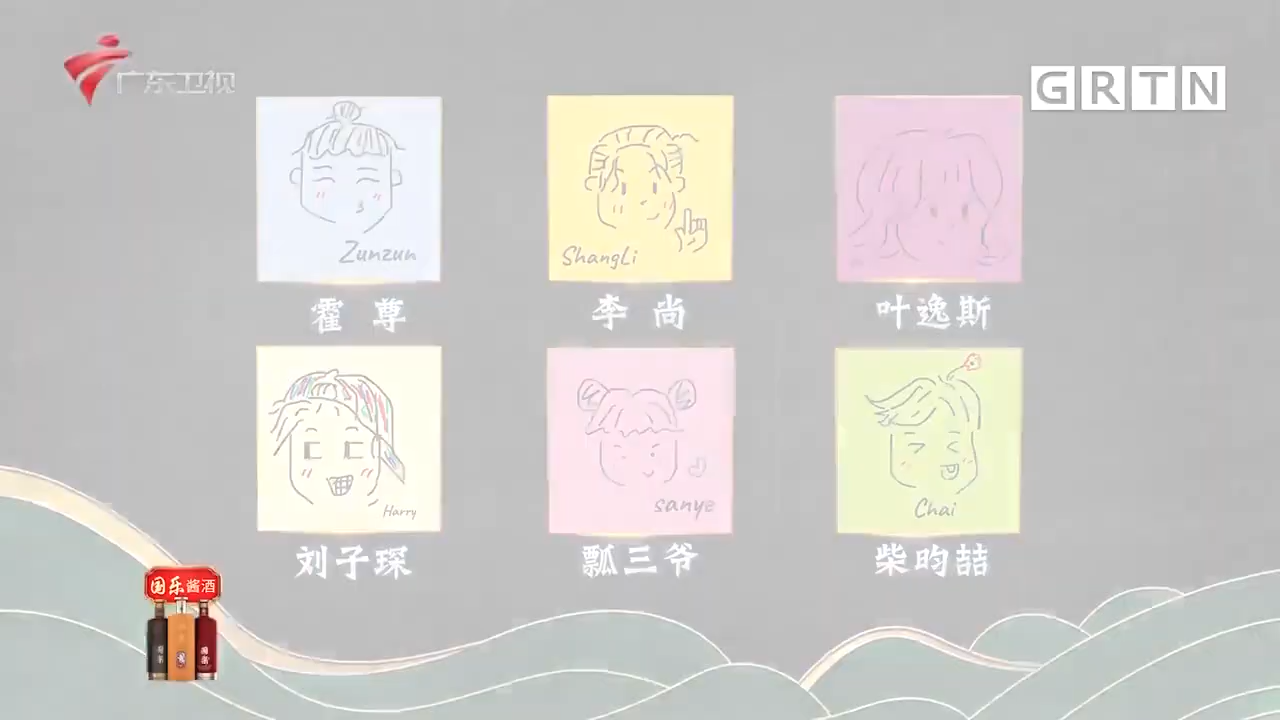 广东卫视
GRTN
Zunzun
ShangLi
霍尊
李尚
叶逸斯
Harry
sanye
Chai
刘子琛
瓢三爷
柴昀喆
国乐酱酒